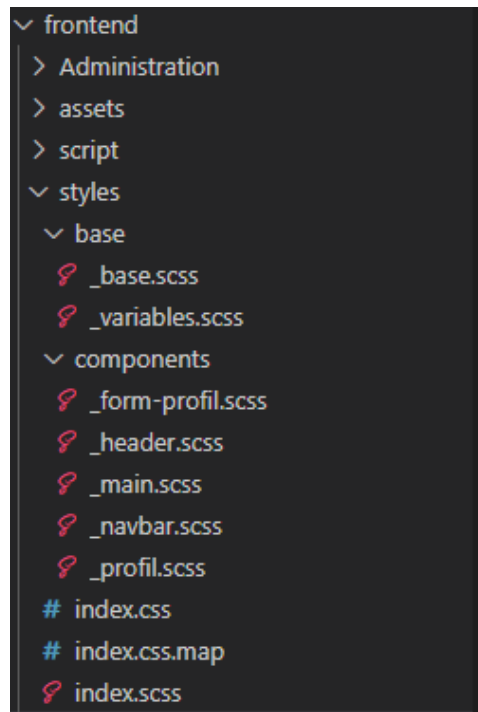 frontend
Administration
assets
script
styles
base
_base.scss
_variables.scss
components
_form-profil.scss
_header.scss
_main.scss
_navbar.scss
_profil.scss
# index.css
# index.css.map
index.scss